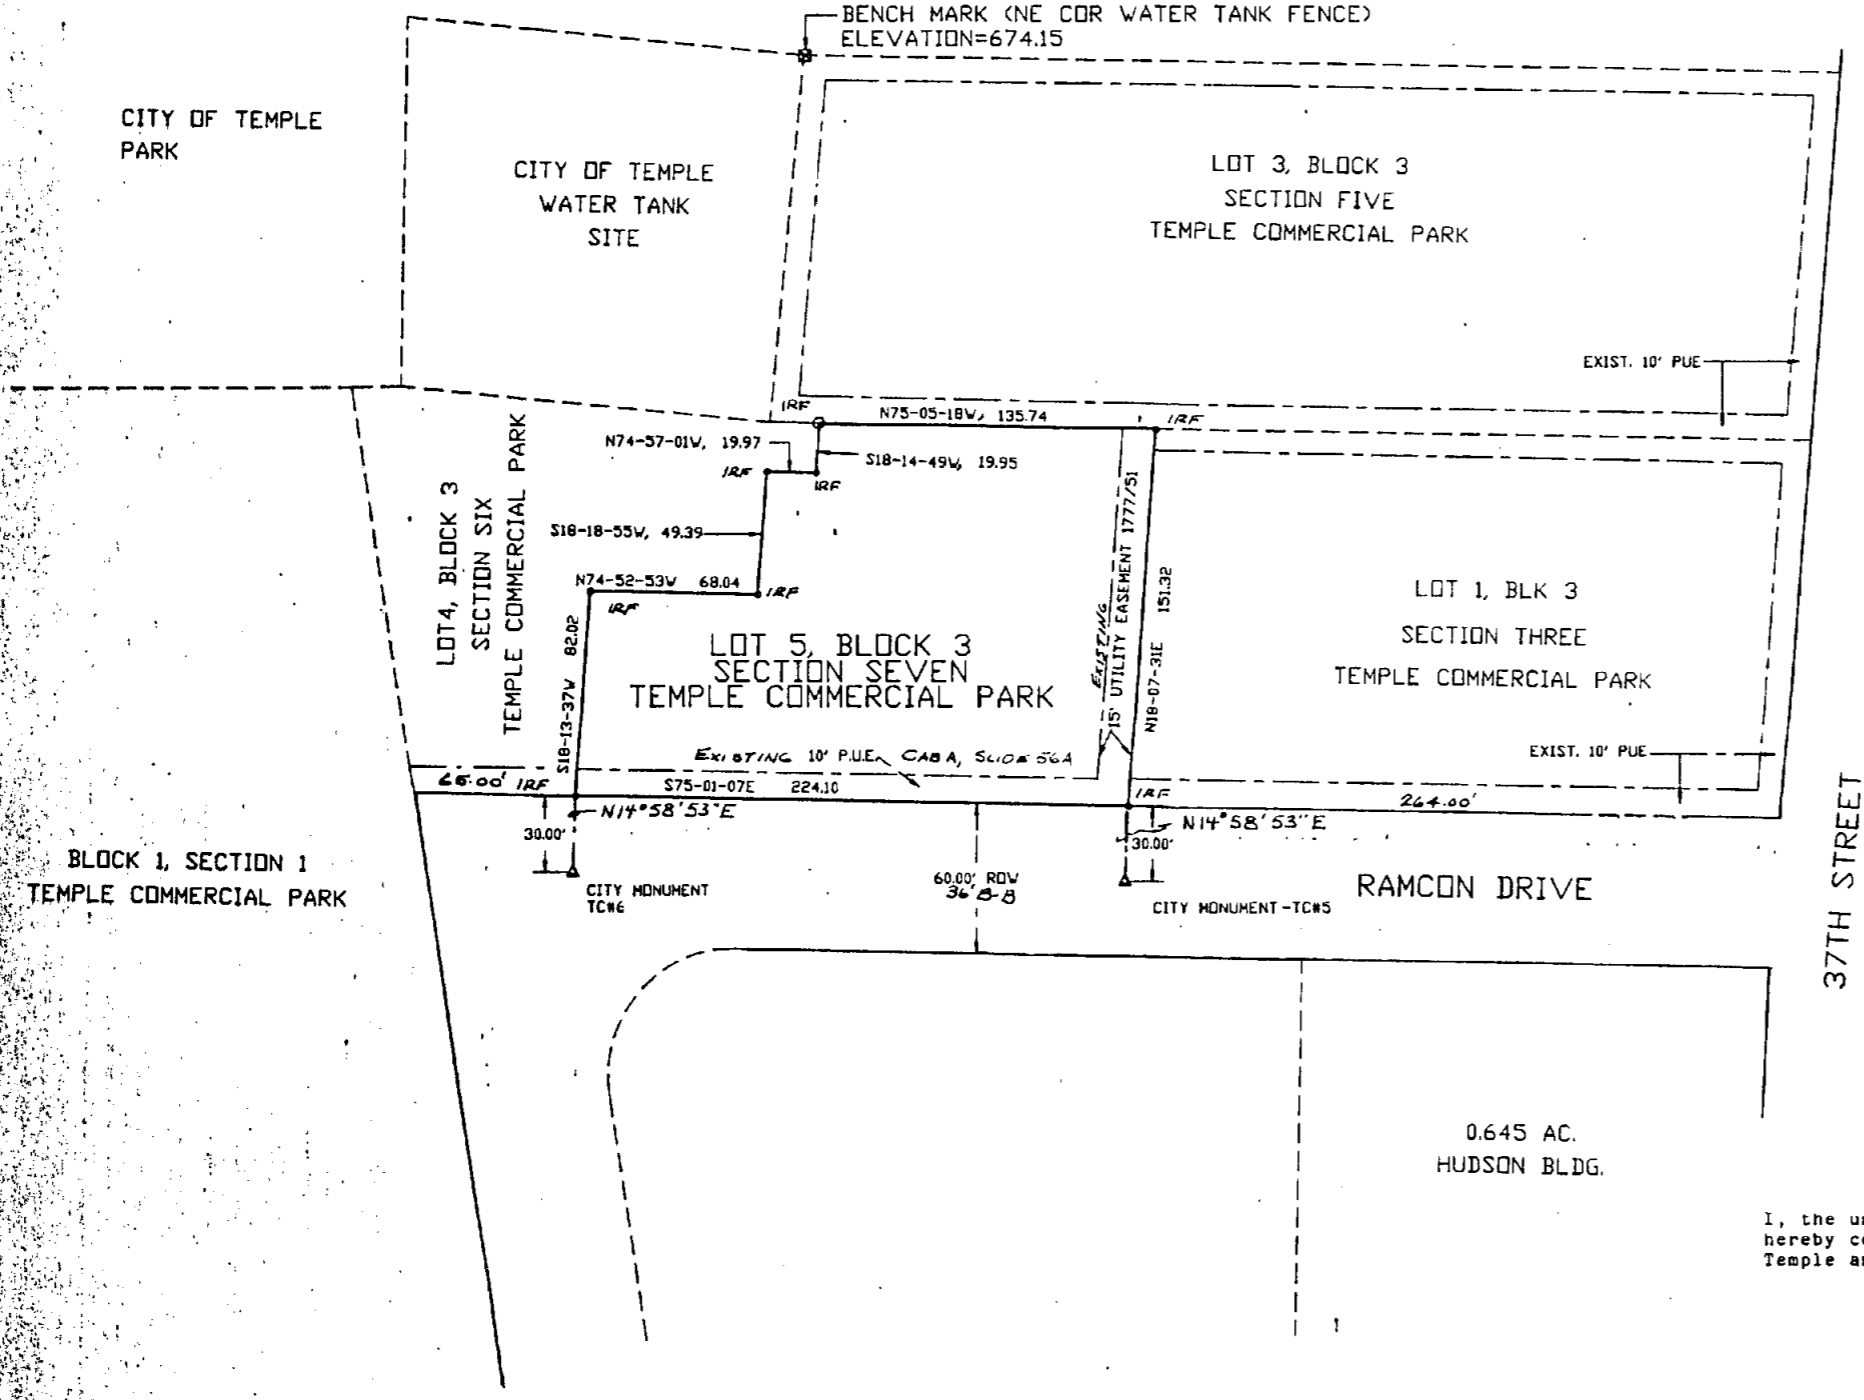 BENCH MARK (NE COR WATER TANK FENCE)
ELEVATION=674.15
CITY OF TEMPLE
PARK
CITY OF TEMPLE
WATER TANK
SITE
LOT 3, BLOCK 3
SECTION FIVE
TEMPLE COMMERCIAL PARK
EXIST. 10' PUE
IRF
N75-05-18W, 135.74
IRF
N74-57-01W, 19.97
S18-14-49W, 19.95
IRF
IRF
S18-18-55W, 49.39
N74-52-53W 68.04
IRF
IRF
LOT4, BLOCK 3
SECTION SIX
TEMPLE COMMERCIAL PARK
S18-13-37W 82.02
LOT 5, BLOCK 3
SECTION SEVEN
TEMPLE COMMERCIAL PARK
EXISTING
15' UTILITY EASEMENT 1777/51
N18-07-31E 151.32
LOT 1, BLK 3
SECTION THREE
TEMPLE COMMERCIAL PARK
EXISTING 10' P.U.E. CAB A, SLIDE 56A
EXIST. 10' PUE
65.00' IRF
S75-01-07E 224.10
IRF
264.00'
N14°58'53"E
N14°58'53"E
30.00'
30.00'
BLOCK 1, SECTION 1
TEMPLE COMMERCIAL PARK
CITY MONUMENT
TC#6
60.00' ROW
36' B-B
CITY MONUMENT-TC#5
RAMCON DRIVE
37TH STREET
0.645 AC.
HUDSON BLDG.
I, the
hereby
Temple